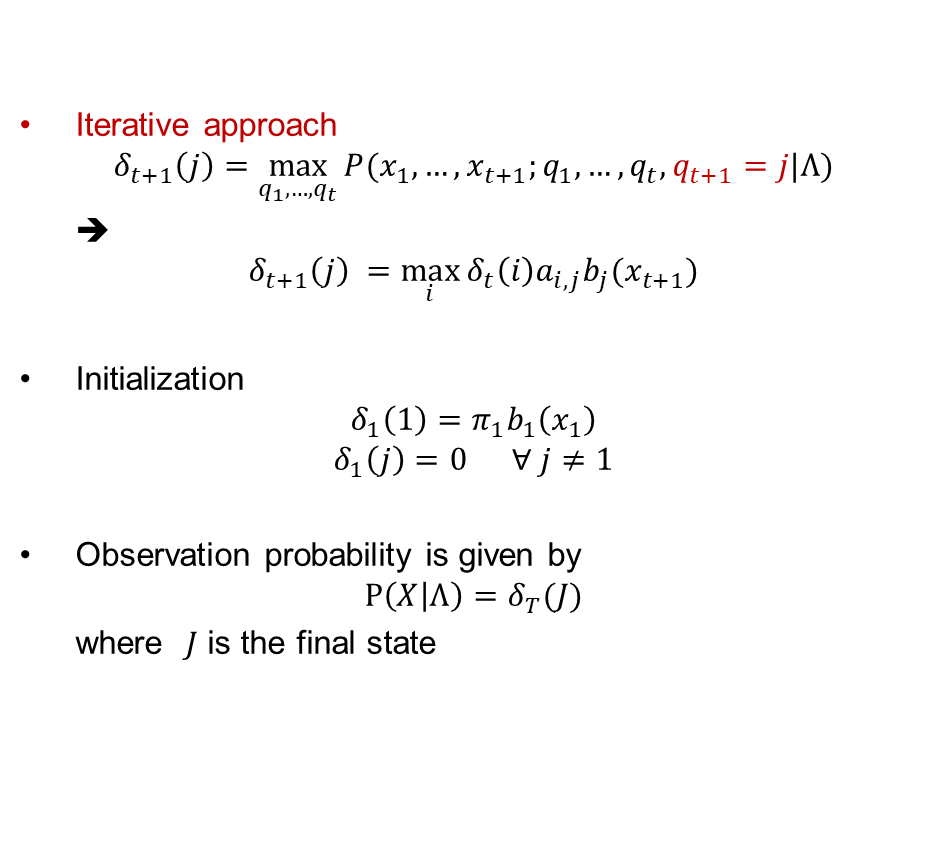 • Iterative approach
δ_{t+1}(j) = max_{q_1,…,q_t} P(x_1, … , x_{t+1}; q_1, … , q_t, q_{t+1} = j|Λ)
➔
δ_{t+1}(j) = max_i δ_t(i)a_{i,j}b_j(x_{t+1})
• Initialization
δ_1(1) = π_1b_1(x_1)
δ_1(j) = 0 ∀ j ≠ 1
• Observation probability is given by
P(X|Λ) = δ_T(J)
where J is the final state